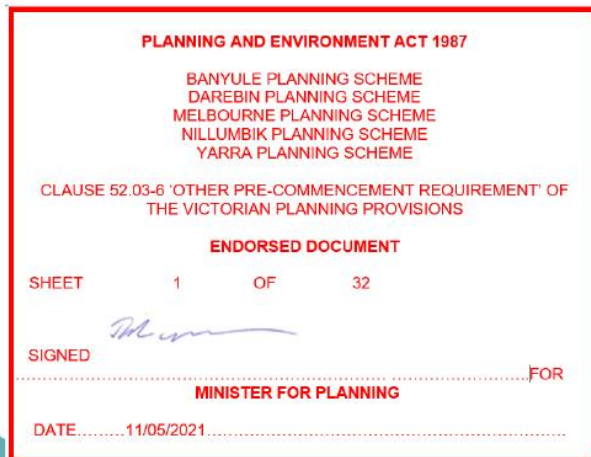 PLANNING AND ENVIRONMENT ACT 1987
BANYULE PLANNING SCHEME
DAREBIN PLANNING SCHEME
MELBOURNE PLANNING SCHEME
NILLUMBIK PLANNING SCHEME
YARRA PLANNING SCHEME
CLAUSE 52.03-6 'OTHER PRE-COMMENCEMENT REQUIREMENT' OF
THE VICTORIAN PLANNING PROVISIONS
ENDORSED DOCUMENT
SHEET 1 OF 32
SIGNED
FOR
MINISTER FOR PLANNING
DATE.........11/05/2021